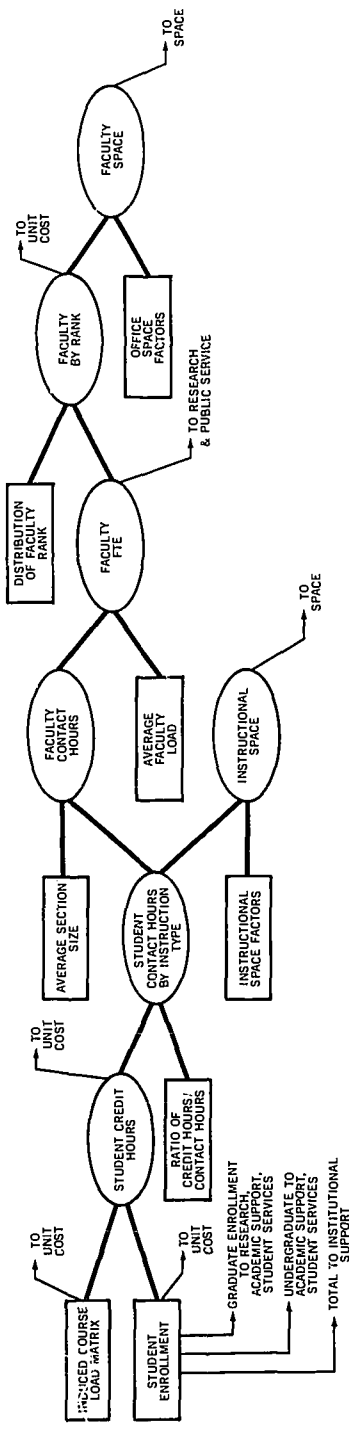 INDUCED COURSE
LOAD MATRIX
TO
UNIT
COST
STUDENT
ENROLLMENT
TO
UNIT
COST
GRADUATE ENROLLMENT
TO RESEARCH,
ACADEMIC SUPPORT,
STUDENT SERVICES
UNDERGRADUATE TO
ACADEMIC SUPPORT,
STUDENT SERVICES
TOTAL TO INSTITUTIONAL
SUPPORT
STUDENT CREDIT
HOURS
TO
UNIT
COST
RATIO OF
CREDIT HOURS/
CONTACT HOURS
AVERAGE SECTION
SIZE
STUDENT
CONTACT HOURS
BY INSTRUCTION
TYPE
INSTRUCTIONAL
SPACE FACTORS
FACULTY
CONTACT
HOURS
AVERAGE
FACULTY
LOAD
INSTRUCTIONAL
SPACE
TO
SPACE
DISTRIBUTION
OF FACULTY
RANK
FACULTY
FTE
TO RESEARCH
& PUBLIC SERVICE
FACULTY
BY RANK
TO
UNIT
COST
OFFICE
SPACE
FACTORS
FACULTY
SPACE
TO
SPACE